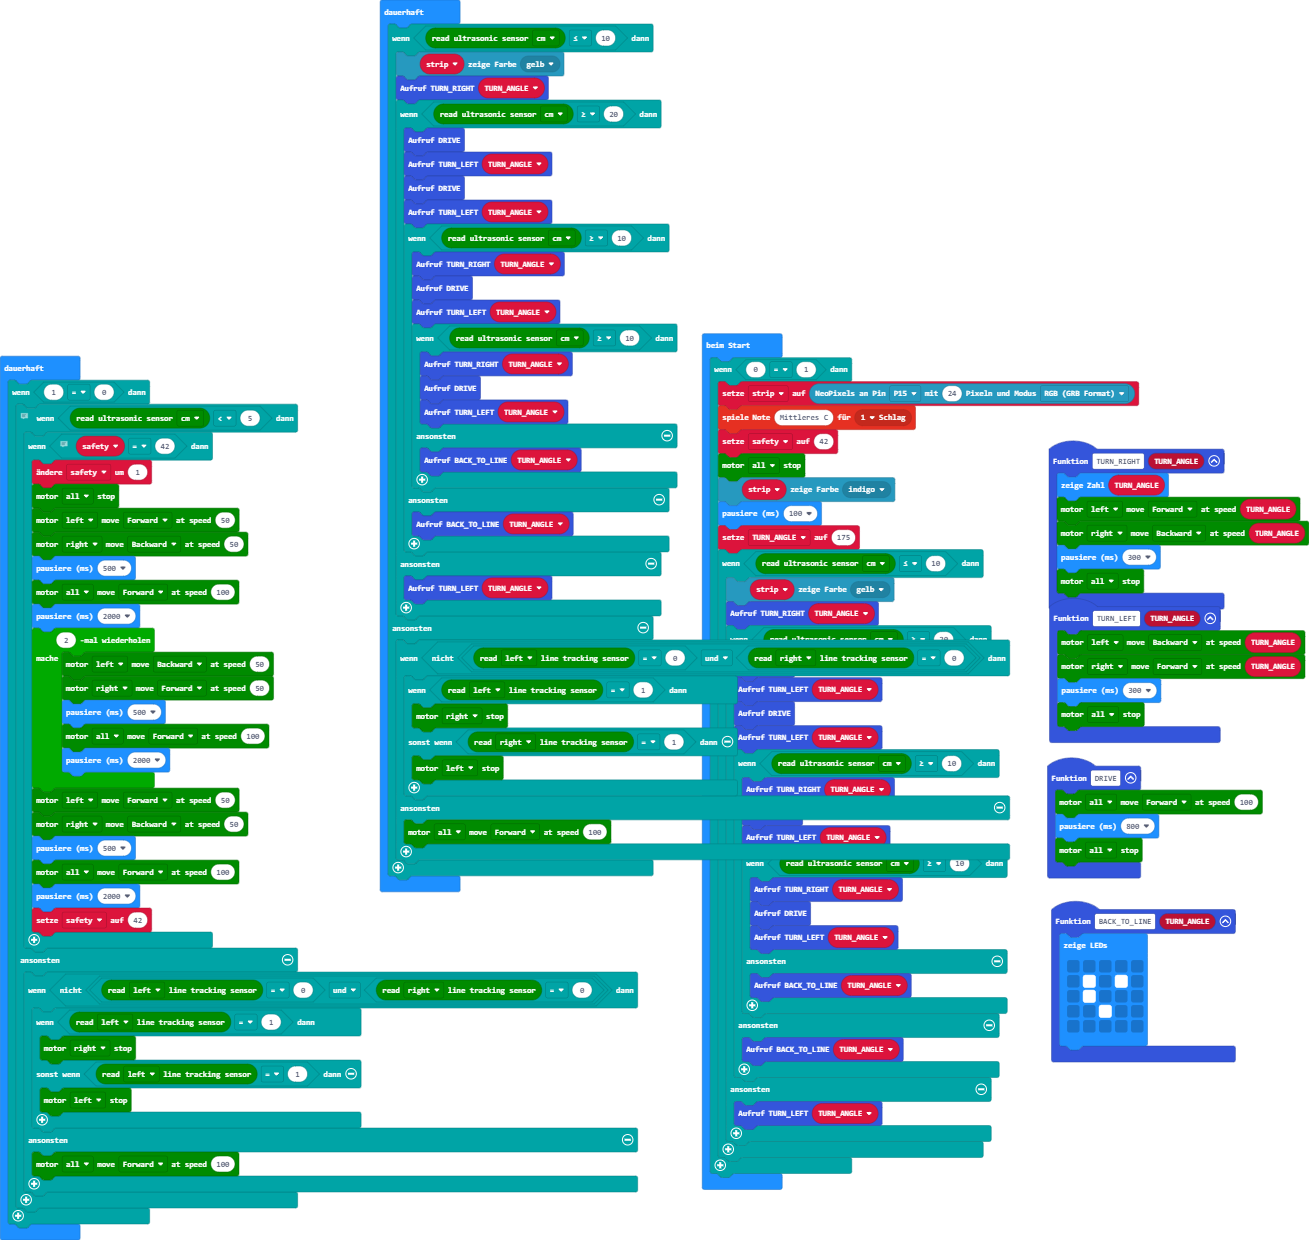 dauerhaft
wenn 1 = 0 dann
wenn read ultrasonic sensor cm < 5
wenn safety = 42 dann
ändere safety um 1
motor all stop
motor left move Forward at speed 50
motor right move Backward at speed 50
pausiere (ms) 500
motor all move Forward at speed 100
pausiere (ms) 2000
2 -mal wiederholen
mache motor left move Backward at speed 50
motor right move Forward at speed 50
pausiere (ms) 500
motor all move Forward at speed 100
pausiere (ms) 2000
motor left move Forward at speed 50
motor right move Backward at speed 50
pausiere (ms) 500
motor all move Forward at speed 100
pausiere (ms) 2000
setze safety auf 42
ansonsten
wenn nicht read left line tracking sensor = 0 und read right line tracking sensor = 0 dann
wenn read left line tracking sensor = 1 dann
motor right stop
sonst wenn read left line tracking sensor = 1 dann
motor left stop
ansonsten
motor all move Forward at speed 100
dauerhaft
wenn read ultrasonic sensor cm ≤ 10 dann
strip zeige Farbe gelb
Aufruf TURN_RIGHT TURN_ANGLE
wenn read ultrasonic sensor cm ≥ 20 dann
Aufruf DRIVE
Aufruf TURN_LEFT TURN_ANGLE
Aufruf DRIVE
Aufruf TURN_LEFT TURN_ANGLE
wenn read ultrasonic sensor cm ≥ 10 dann
Aufruf TURN_RIGHT TURN_ANGLE
Aufruf DRIVE
Aufruf TURN_LEFT TURN_ANGLE
wenn read ultrasonic sensor cm ≥ 10 dann
Aufruf TURN_RIGHT TURN_ANGLE
Aufruf DRIVE
Aufruf TURN_LEFT TURN_ANGLE
ansonsten
Aufruf BACK_TO_LINE TURN_ANGLE
ansonsten
Aufruf BACK_TO_LINE TURN_ANGLE
ansonsten
Aufruf TURN_LEFT TURN_ANGLE
ansonsten
wenn nicht read left line tracking sensor = 0 und read right line tracking sensor = 0 dann
wenn read left line tracking sensor = 1 dann
motor right stop
sonst wenn read right line tracking sensor = 1 dann
motor left stop
ansonsten
motor all move Forward at speed 100
beim Start
wenn 0 = 1 dann
setze strip auf NeoPixels an Pin P15 mit 24 Pixeln und Modus RGB (GRB Format)
spiele Note Mittleres C für 1 Schlag
setze safety auf 42
motor all stop
strip zeige Farbe indigo
pausiere (ms) 100
setze TURN_ANGLE auf 175
wenn read ultrasonic sensor cm ≤ 10 dann
strip zeige Farbe gelb
Aufruf TURN_RIGHT TURN_ANGLE
wenn read ultrasonic sensor cm ≥ 20 dann
Aufruf TURN_LEFT TURN_ANGLE
Aufruf DRIVE
Aufruf TURN_LEFT TURN_ANGLE
wenn read ultrasonic sensor cm ≥ 10 dann
Aufruf TURN_RIGHT TURN_ANGLE
Aufruf TURN_LEFT TURN_ANGLE
wenn read ultrasonic sensor cm ≥ 10 dann
Aufruf TURN_RIGHT TURN_ANGLE
Aufruf DRIVE
Aufruf TURN_LEFT TURN_ANGLE
ansonsten
Aufruf BACK_TO_LINE TURN_ANGLE
ansonsten
Aufruf BACK_TO_LINE TURN_ANGLE
ansonsten
Aufruf TURN_LEFT TURN_ANGLE
Funktion TURN_RIGHT TURN_ANGLE
zeige Zahl TURN_ANGLE
motor left move Forward at speed TURN_ANGLE
motor right move Backward at speed TURN_ANGLE
pausiere (ms) 300
motor all stop
Funktion TURN_LEFT TURN_ANGLE
motor left move Backward at speed TURN_ANGLE
motor right move Forward at speed TURN_ANGLE
pausiere (ms) 300
motor all stop
Funktion DRIVE
motor all move Forward at speed 100
pausiere (ms) 800
motor all stop
Funktion BACK_TO_LINE TURN_ANGLE
zeige LEDs